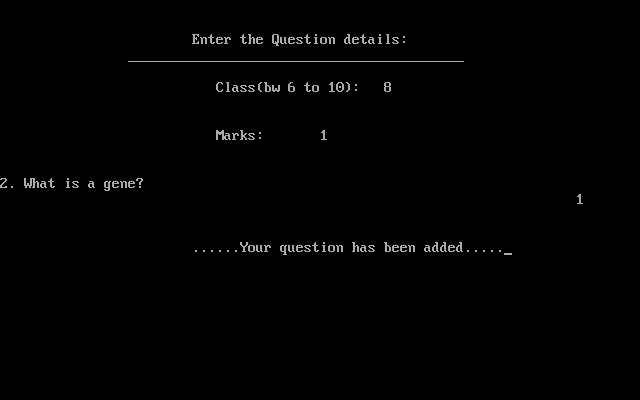 Enter the Question details:
Class(bw 6 to 10): 8
Marks: 1
2. What is a gene?
1
......Your question has been added....._